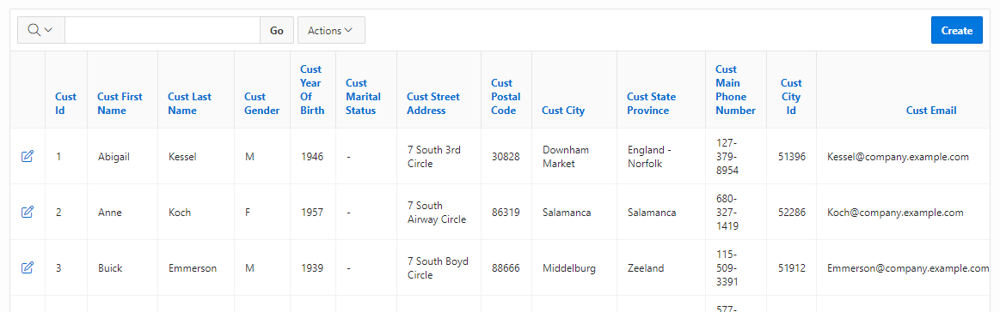 Go Actions Create
Cust Id Cust First Name Cust Last Name Cust Gender Cust Year Of Birth Cust Marital Status Cust Street Address Cust Postal Code Cust City Cust State Province Cust Main Phone Number Cust City Id Cust Email
1 Abigail Kessel M 1946 - 7 South 3rd Circle 30828 Downham Market England - Norfolk 127-379-8954 51396 Kessel@company.example.com
2 Anne Koch F 1957 - 7 South Airway Circle 86319 Salamanca Salamanca 680-327-1419 52286 Koch@company.example.com
3 Buick Emmerson M 1939 - 7 South Boyd Circle 88666 Middelburg Zeeland 115-509-3391 51912 Emmerson@company.example.com
577-